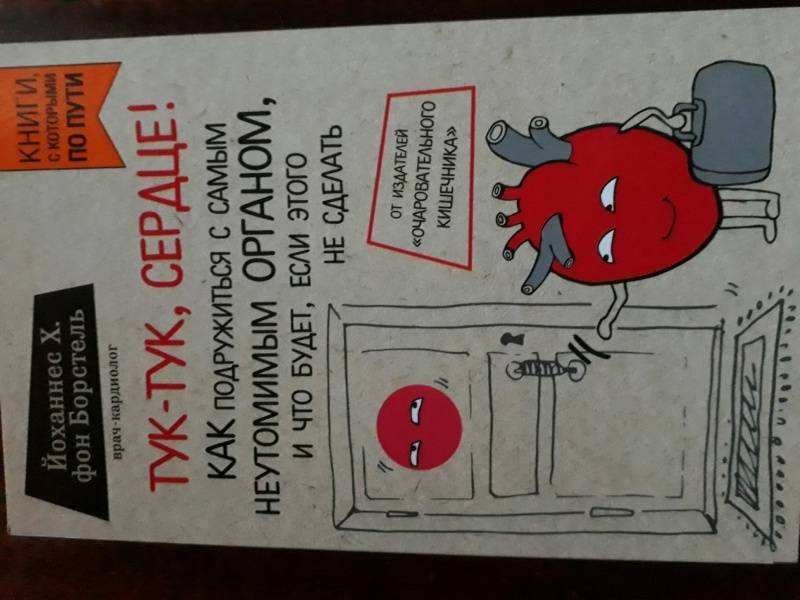 Йоханнес Х.
фон Борстель
врач-кардиолог
КНИГИ,
С КОТОРЫМИ
ПО ПУТИ
ТУК-ТУК, СЕРДЦЕ!
КАК ПОДРУЖИТЬСЯ С САМЫМ
НЕУТОМИМЫМ ОРГАНОМ,
И ЧТО БУДЕТ, ЕСЛИ ЭТОГО
НЕ СДЕЛАТЬ
ОТ ИЗДАТЕЛЕЙ
«ОЧАРОВАТЕЛЬНОГО
КИШЕЧНИКА»